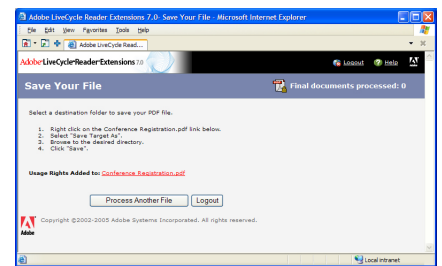 Adobe LiveCycle Reader Extensions 7.0- Save Your File - Microsoft Internet Explorer
File Edit View Favorites Tools Help
Adobe LiveCycle Read...
Adobe LiveCycle Reader Extensions 7.0 Logout Help
Save Your File Final documents processed: 0
Select a destination folder to save your PDF file.
1. Right click on the Conference Registration.pdf link below.
2. Select "Save Target As".
3. Browse to the desired directory.
4. Click "Save".
Usage Rights Added to: Conference Registration.pdf
Process Another File Logout
Copyright ©2002-2005 Adobe Systems Incorporated. All rights reserved.
Adobe
Local intranet